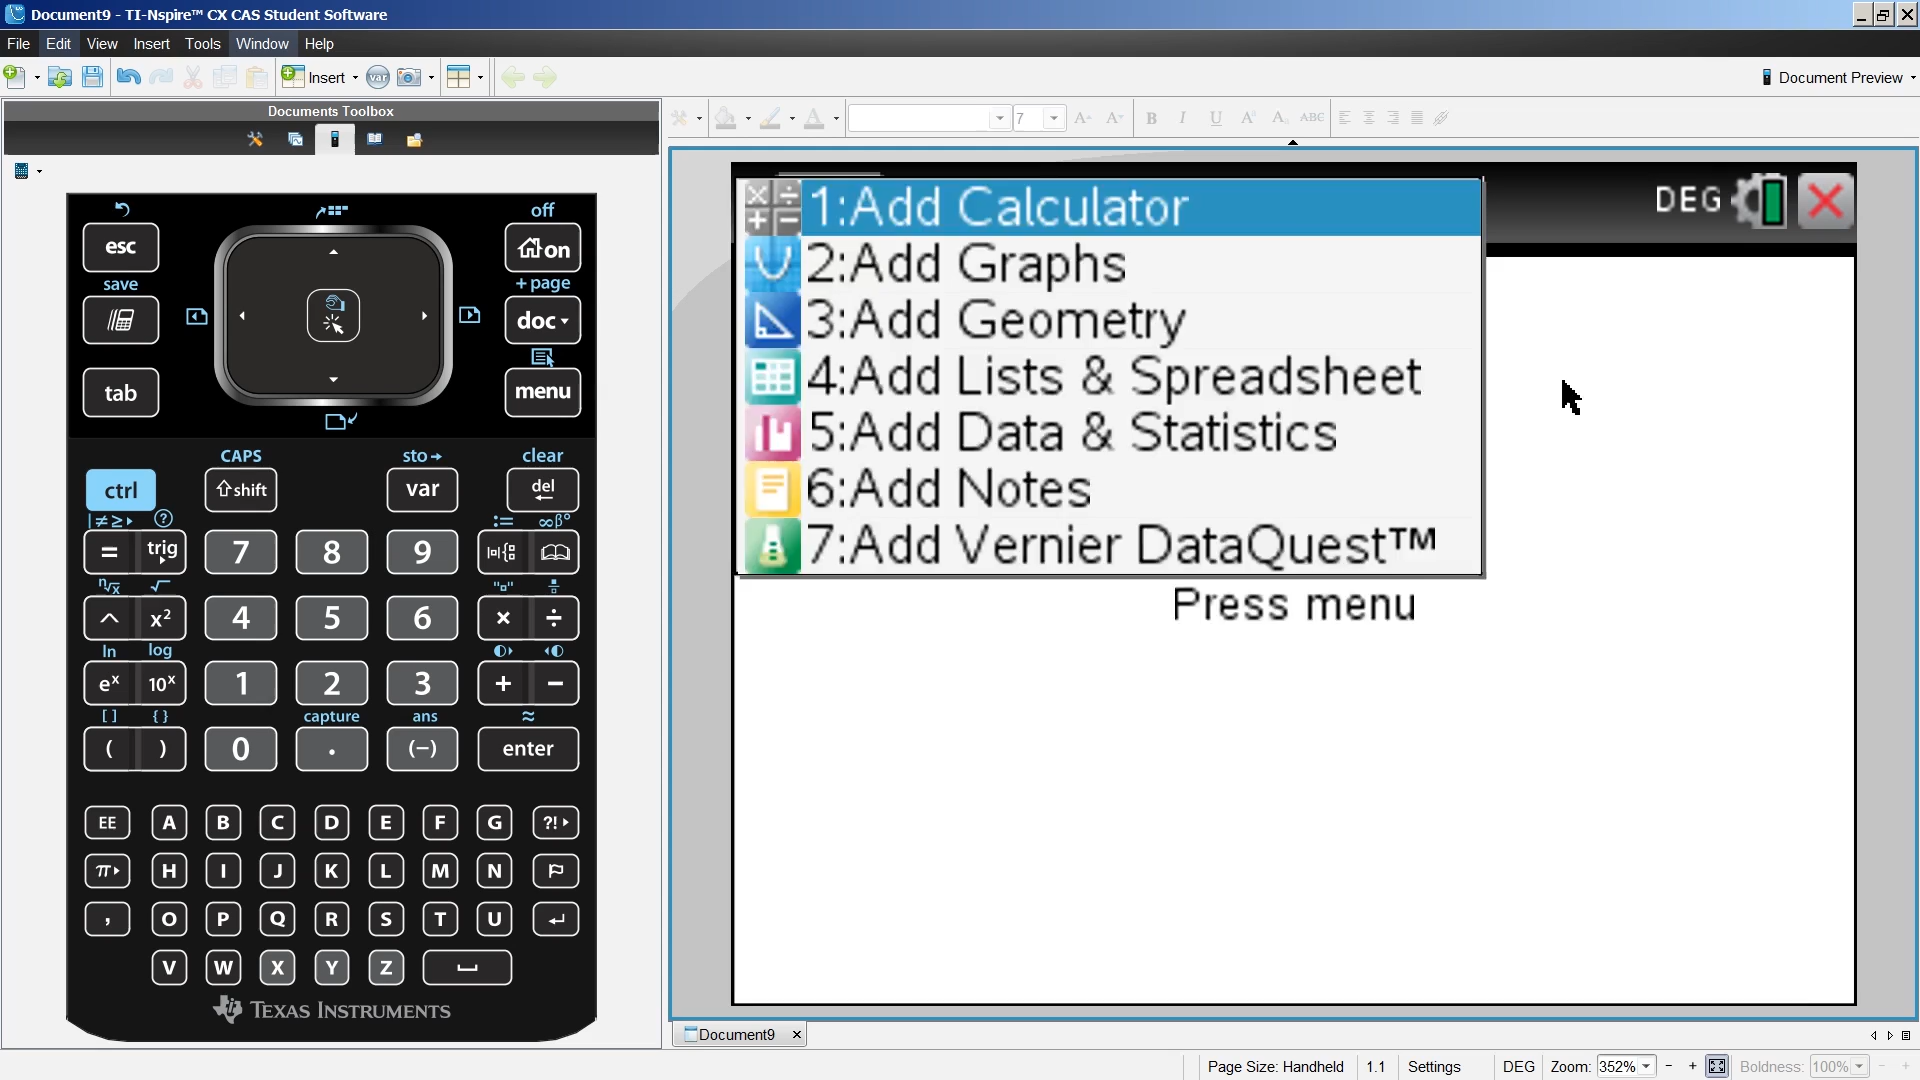 Document9 - TI-Nspire™ CX CAS Student Software
File Edit View Insert Tools Window Help
Insert var Document Preview
Documents Toolbox
7 A A B I U A A ABC
off
esc on
save + page
doc
tab menu
CAPS sto→ clear
ctrl ⇧shift var del
|≠≥▸ ? := ∞β°
= trig 7 8 9 |□|{
ⁿ√x √ "□"
^ x² 4 5 6 × ÷
ln log
eˣ 10ˣ 1 2 3 + −
[ ] { } capture ans ≈
( ) 0 . (−) enter
EE A B C D E F G ?!▸
π▸ H I J K L M N
, O P Q R S T U
V W X Y Z
TEXAS INSTRUMENTS
DEG
1:Add Calculator
2:Add Graphs
3:Add Geometry
4:Add Lists & Spreadsheet
5:Add Data & Statistics
6:Add Notes
7:Add Vernier DataQuest™
Press menu
Document9
Page Size: Handheld 1.1 Settings DEG Zoom: 352% - + Boldness: 100% - +